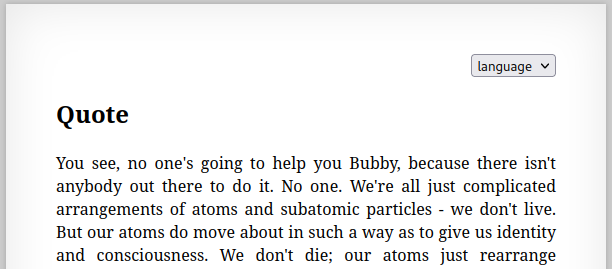 language
Quote
You see, no one's going to help you Bubby, because there isn't
anybody out there to do it. No one. We're all just complicated
arrangements of atoms and subatomic particles - we don't live.
But our atoms do move about in such a way as to give us identity
and consciousness. We don't die; our atoms just rearrange